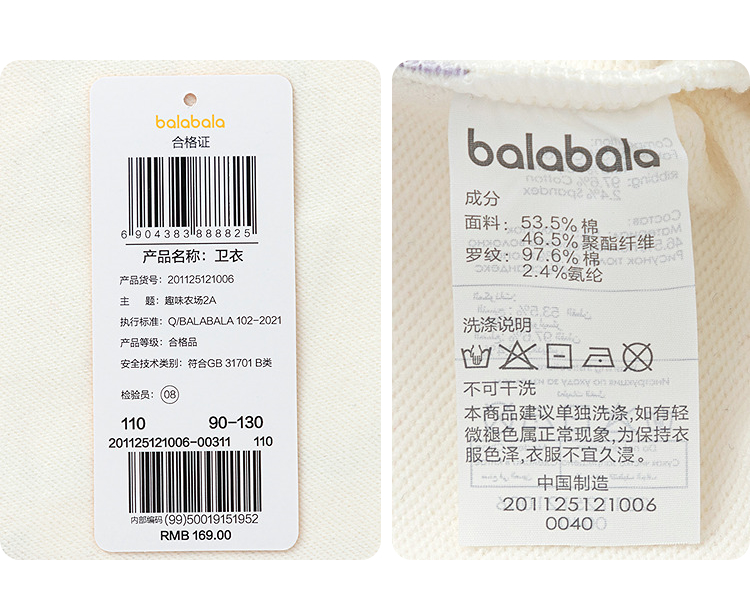 balabala
合格证
6904383888825
产品名称：卫衣
产品货号：201125121006
主 题：趣味农场2A
执行标准：Q/BALABALA 102-2021
产品等级：合格品
安全技术类别：符合GB 31701 B类
检验员：08
110 90-130
201125121006-00311 110
内部编码 (99)50019151952
RMB 169.00
balabala
成分
面料：53.5% 棉
46.5% 聚酯纤维
罗纹：97.6% 棉
2.4% 氨纶
洗涤说明
不可干洗
本商品建议单独洗涤,如有轻
微褪色属正常现象,为保持衣
服色泽,衣服不宜久浸。
中国制造
201125121006
0040